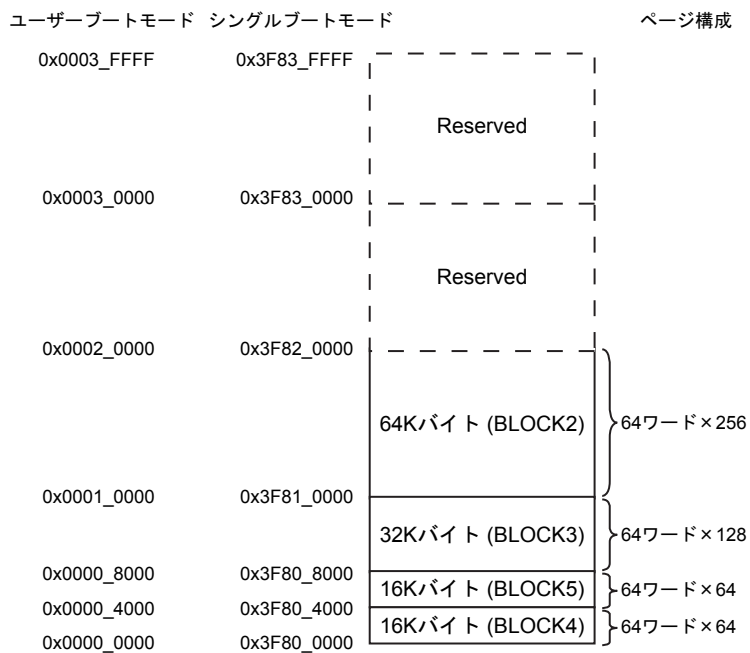 ユーザーブートモード シングルブートモード ページ構成
0x0003_FFFF 0x3F83_FFFF
Reserved
0x0003_0000 0x3F83_0000
Reserved
0x0002_0000 0x3F82_0000
64Kバイト (BLOCK2) 64ワード×256
0x0001_0000 0x3F81_0000
32Kバイト (BLOCK3) 64ワード×128
0x0000_8000 0x3F80_8000
16Kバイト (BLOCK5) 64ワード×64
0x0000_4000 0x3F80_4000
16Kバイト (BLOCK4) 64ワード×64
0x0000_0000 0x3F80_0000